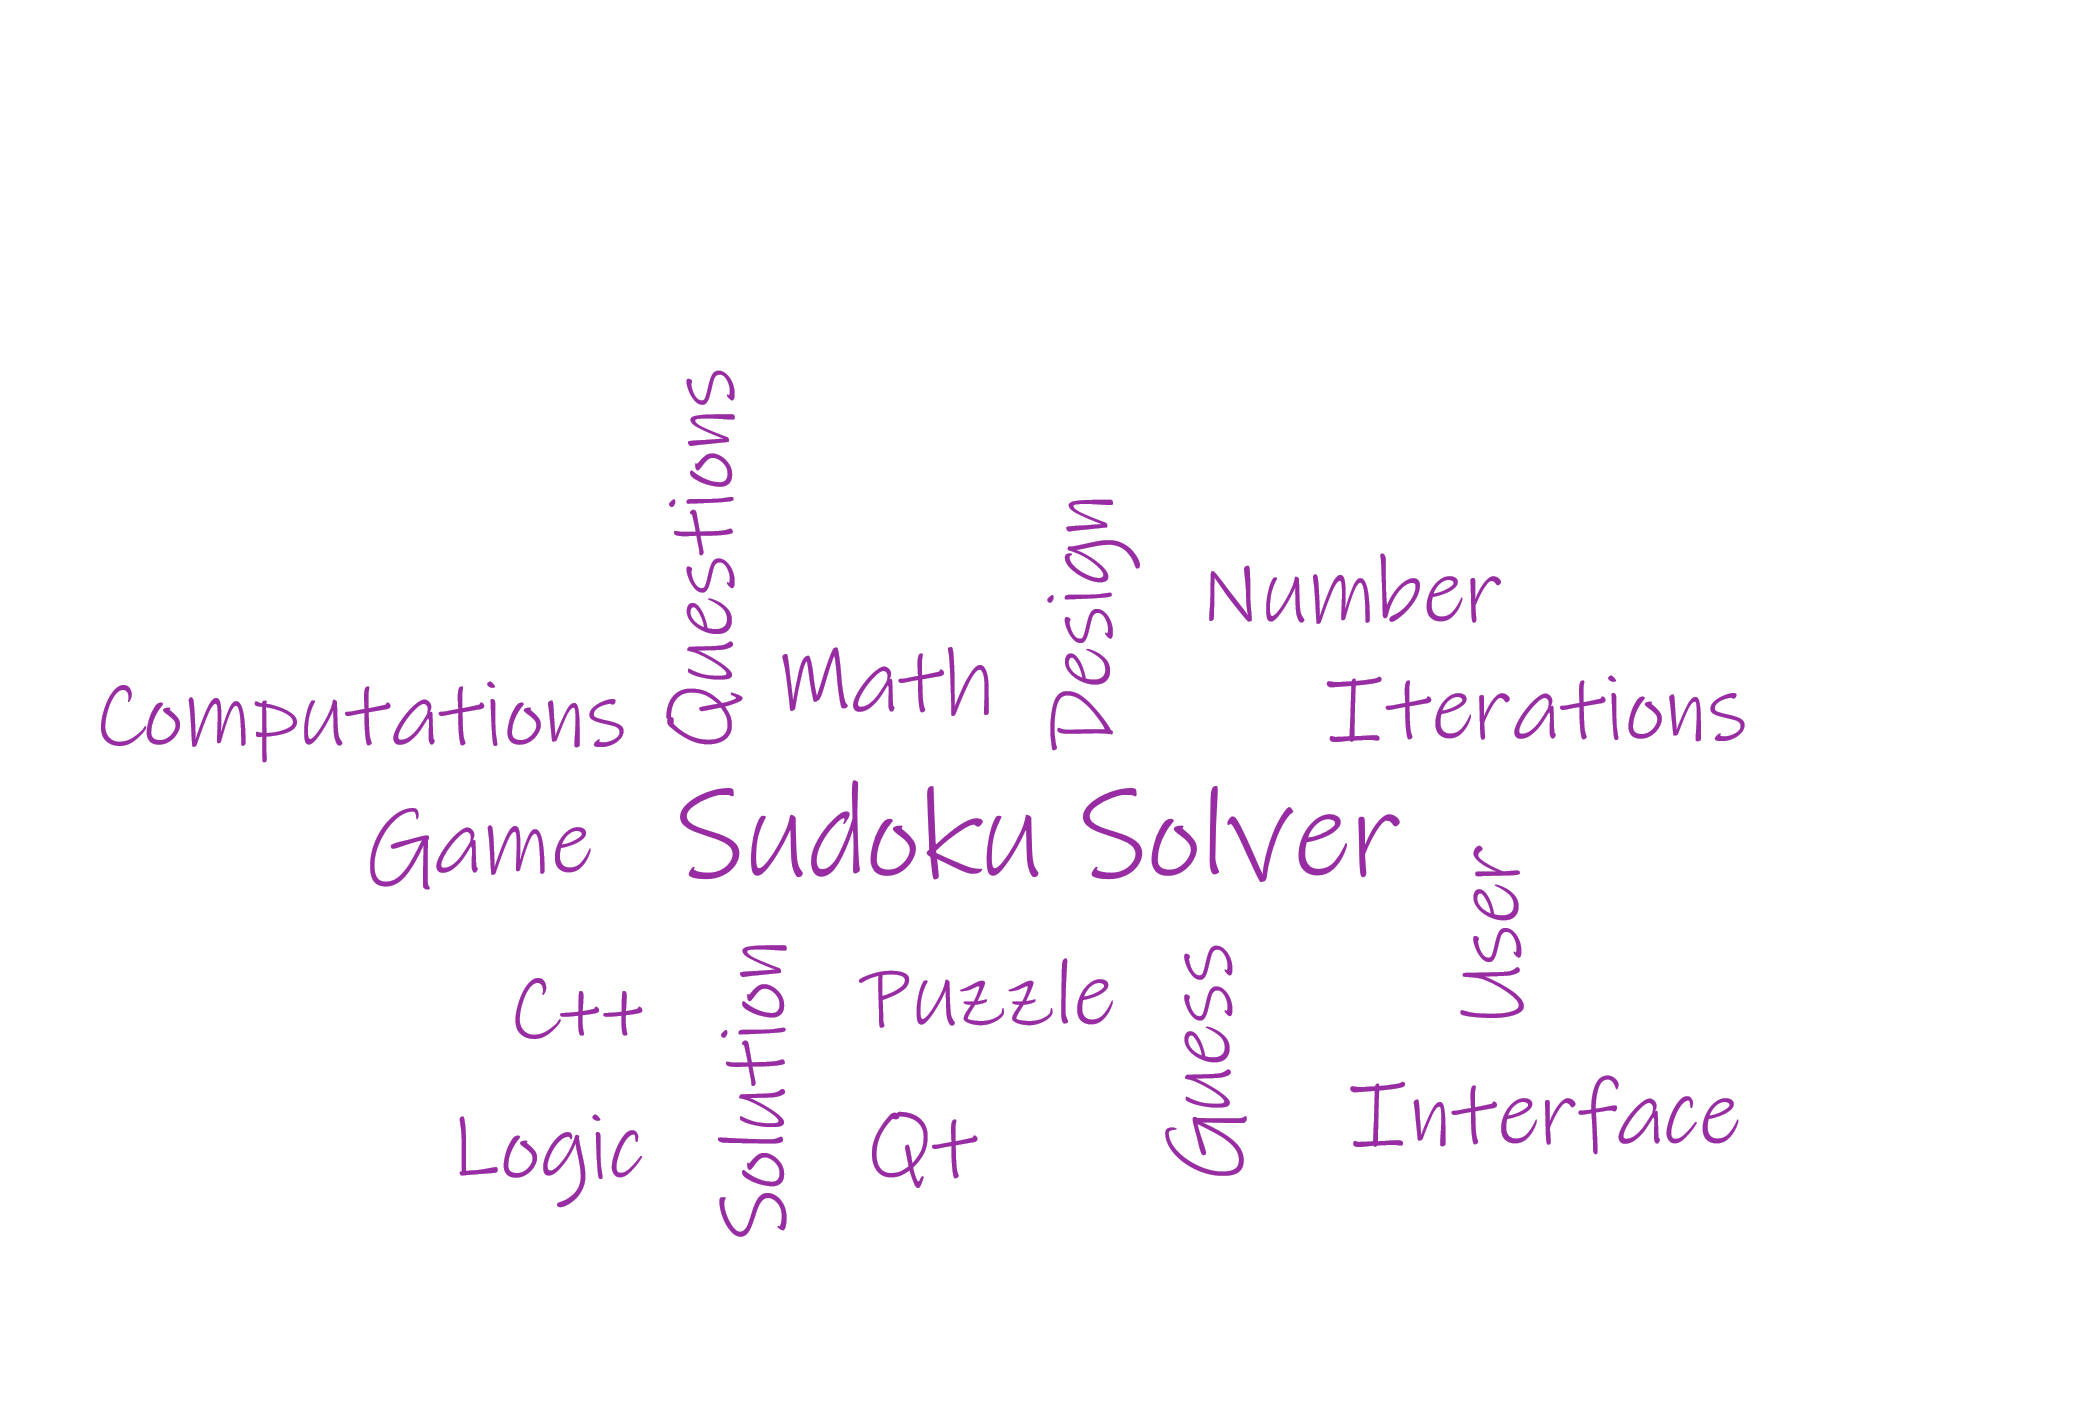 Questions
Design
Number
Math
Computations
Iterations
Sudoku Solver
Game
User
C++
Solution
Puzzle
Guess
Logic
Qt
Interface